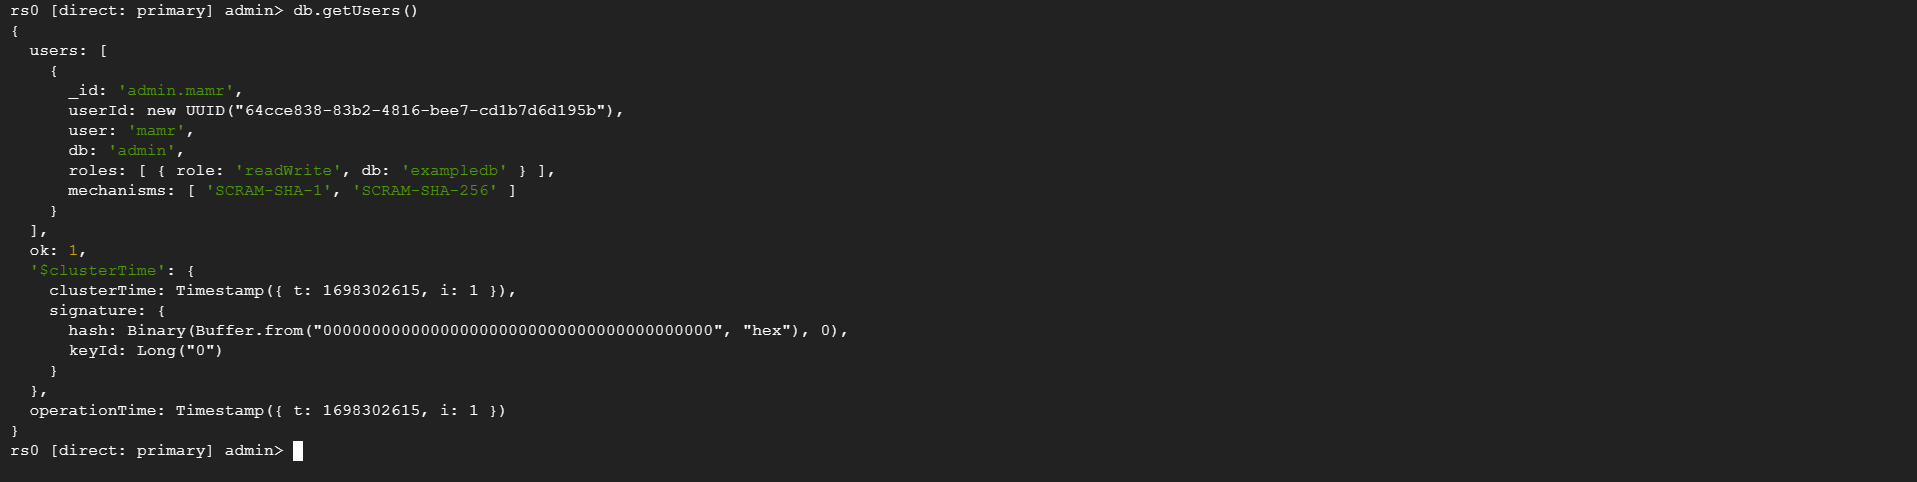 rs0 [direct: primary] admin> db.getUsers()
{
  users: [
    {
      _id: 'admin.mamr',
      userId: new UUID("64cce838-83b2-4816-bee7-cd1b7d6d195b"),
      user: 'mamr',
      db: 'admin',
      roles: [ { role: 'readWrite', db: 'exampledb' } ],
      mechanisms: [ 'SCRAM-SHA-1', 'SCRAM-SHA-256' ]
    }
  ],
  ok: 1,
  '$clusterTime': {
    clusterTime: Timestamp({ t: 1698302615, i: 1 }),
    signature: {
      hash: Binary(Buffer.from("0000000000000000000000000000000000000000", "hex"), 0),
      keyId: Long("0")
    }
  },
  operationTime: Timestamp({ t: 1698302615, i: 1 })
}
rs0 [direct: primary] admin>